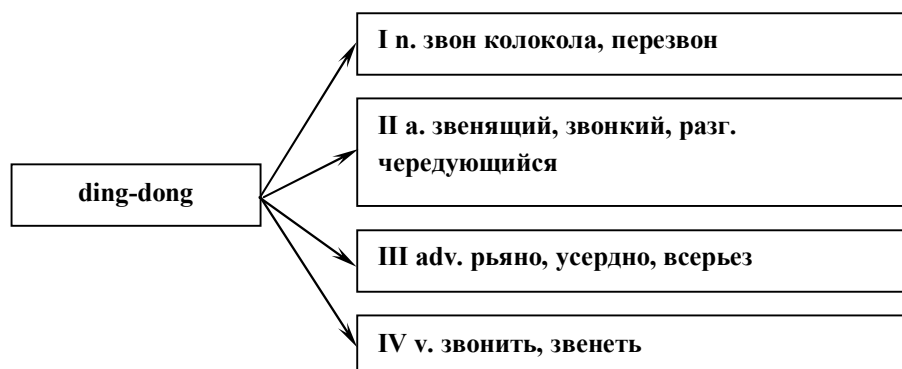 I n. звон колокола, перезвон
II a. звенящий, звонкий, разг.
чередующийся
ding-dong
III adv. рьяно, усердно, всерьез
IV v. звонить, звенеть